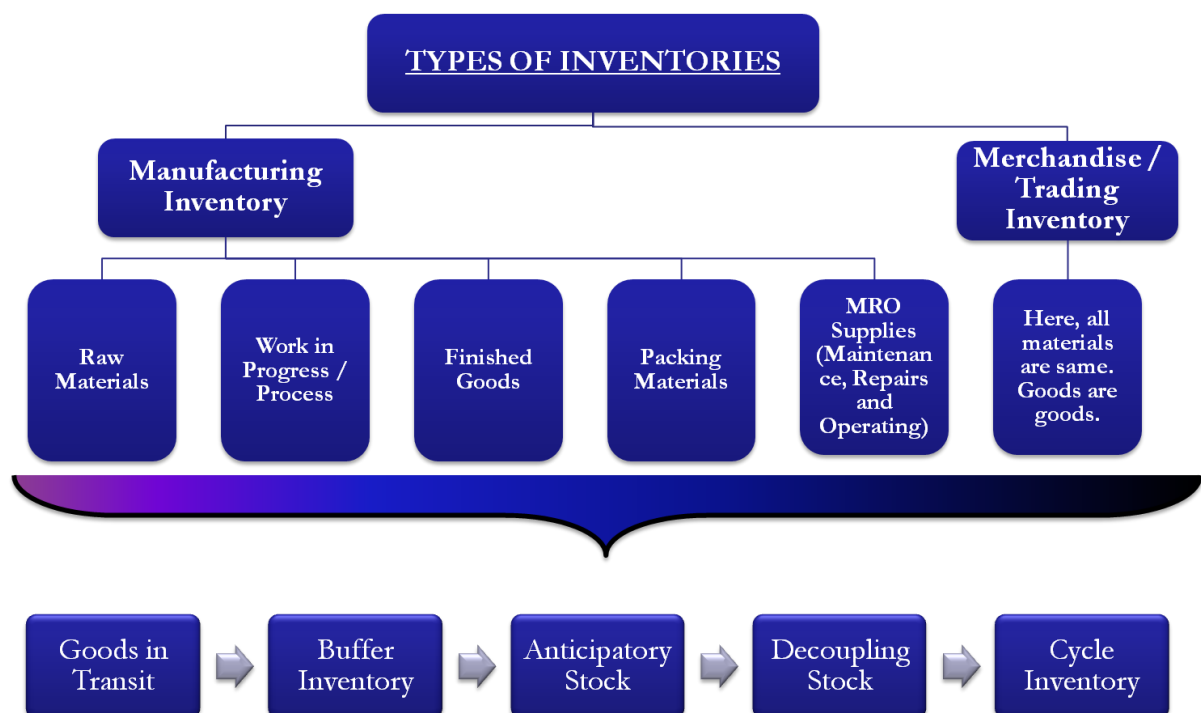 TYPES OF INVENTORIES
Manufacturing
Inventory
Merchandise /
Trading
Inventory
Raw
Materials
Work in
Progress /
Process
Finished
Goods
Packing
Materials
MRO
Supplies
(Maintenan
ce, Repairs
and
Operating)
Here, all
materials
are same.
Goods are
goods.
Goods in
Transit
Buffer
Inventory
Anticipatory
Stock
Decoupling
Stock
Cycle
Inventory